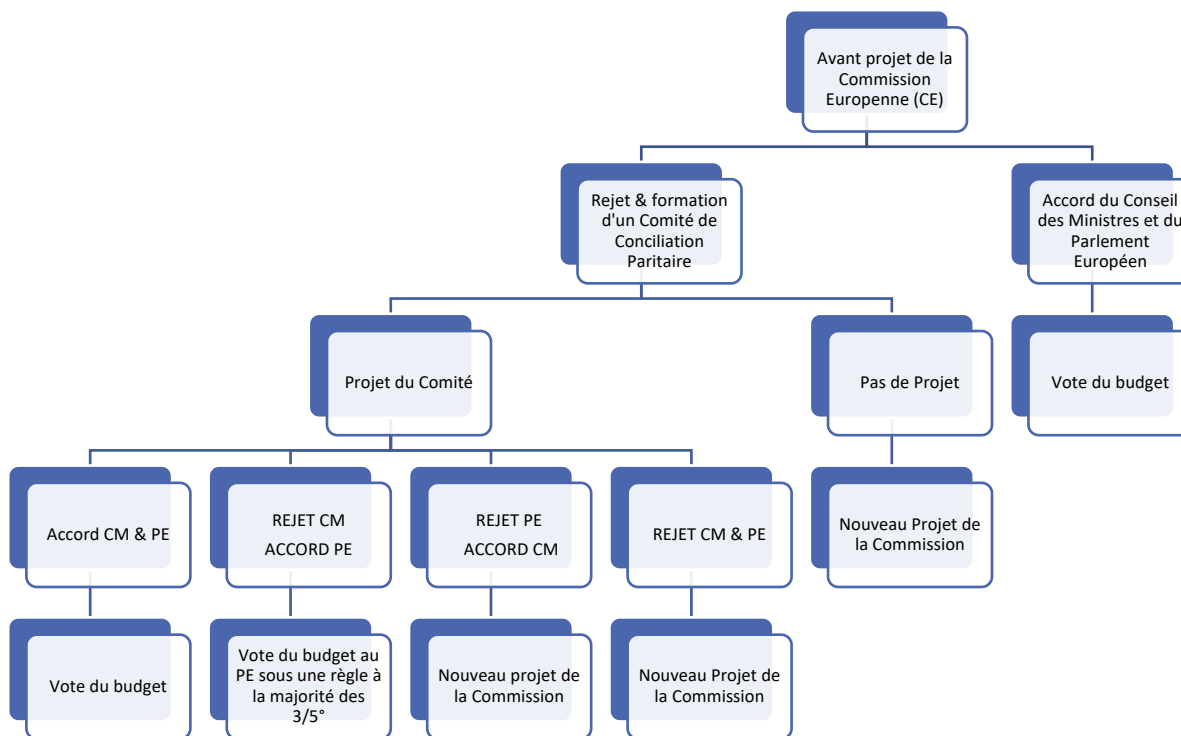 Avant projet de la
Commission
Europenne (CE)
Rejet & formation
d'un Comité de
Conciliation
Paritaire
Accord du Conseil
des Ministres et du
Parlement
Européen
Projet du Comité
Pas de Projet
Vote du budget
Accord CM & PE
REJET CM
ACCORD PE
REJET PE
ACCORD CM
REJET CM & PE
Nouveau Projet de
la Commission
Vote du budget
Vote du budget au
PE sous une règle à
la majorité des
3/5°
Nouveau projet de
la Commission
Nouveau Projet de
la Commission